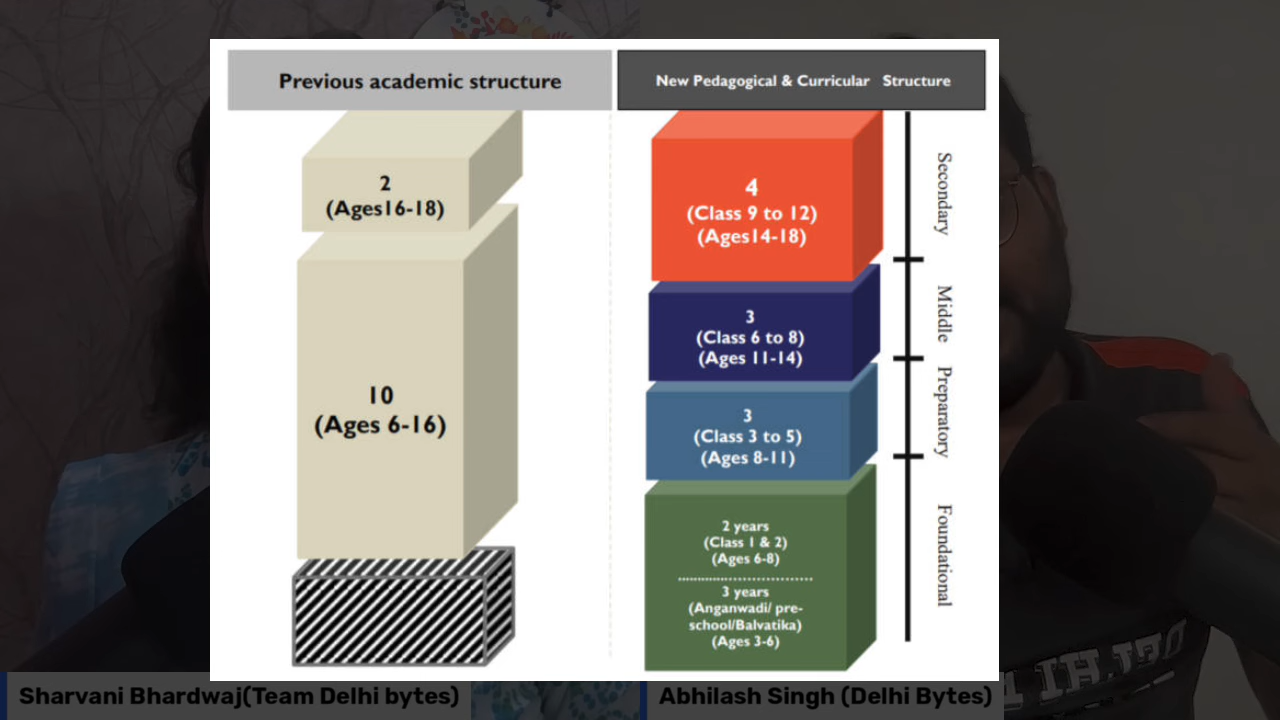 Previous academic structure
New Pedagogical & Curricular Structure
2
(Ages16-18)
10
(Ages 6-16)
4
(Class 9 to 12)
(Ages14-18)
3
(Class 6 to 8)
(Ages 11-14)
3
(Class 3 to 5)
(Ages 8-11)
2 years
(Class 1 & 2)
(Ages 6-8)
3 years
(Anganwadi/ pre-
school/Balvatika)
(Ages 3-6)
Secondary
Middle
Preparatory
Foundational
Sharvani Bhardwaj(Team Delhi bytes)
Abhilash Singh (Delhi Bytes)